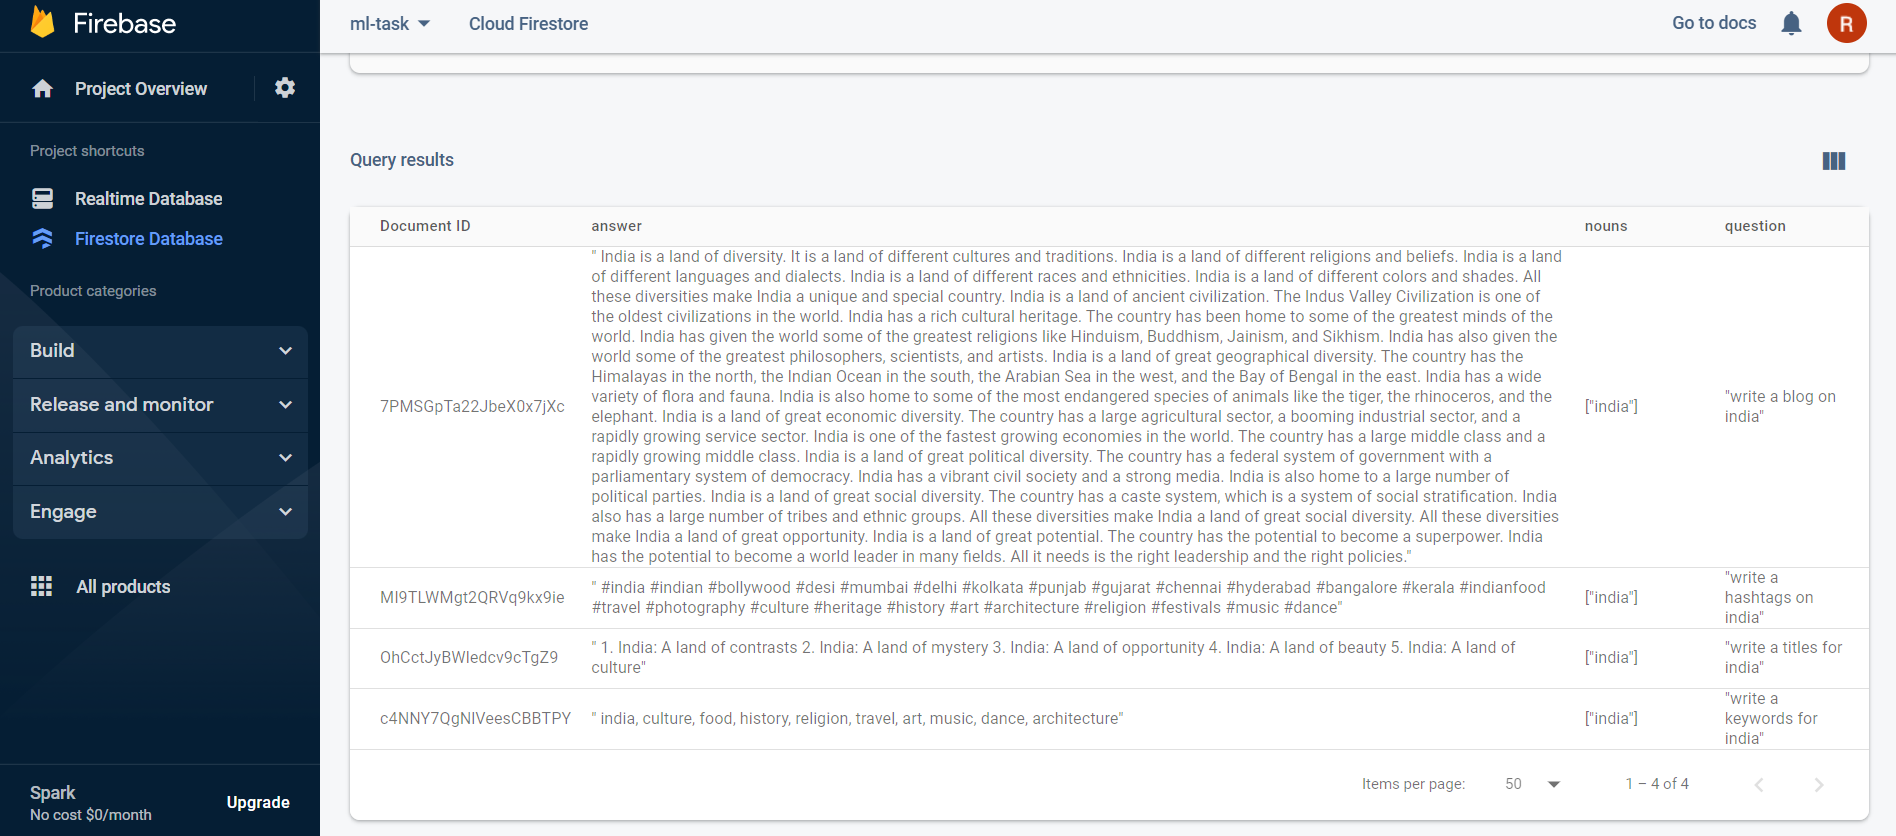 Firebase
ml-task
Cloud Firestore
Go to docs
R
Project Overview
Project shortcuts
Realtime Database
Firestore Database
Product categories
Build
Release and monitor
Analytics
Engage
All products
Spark
No cost $0/month
Upgrade
Query results
Document ID
answer
nouns
question
7PMSGpTa22JbeX0x7jXc
" India is a land of diversity. It is a land of different cultures and traditions. India is a land of different religions and beliefs. India is a land
of different languages and dialects. India is a land of different races and ethnicities. India is a land of different colors and shades. All
these diversities make India a unique and special country. India is a land of ancient civilization. The Indus Valley Civilization is one of
the oldest civilizations in the world. India has a rich cultural heritage. The country has been home to some of the greatest minds of the
world. India has given the world some of the greatest religions like Hinduism, Buddhism, Jainism, and Sikhism. India has also given the
world some of the greatest philosophers, scientists, and artists. India is a land of great geographical diversity. The country has the
Himalayas in the north, the Indian Ocean in the south, the Arabian Sea in the west, and the Bay of Bengal in the east. India has a wide
variety of flora and fauna. India is also home to some of the most endangered species of animals like the tiger, the rhinoceros, and the
elephant. India is a land of great economic diversity. The country has a large agricultural sector, a booming industrial sector, and a
rapidly growing service sector. India is one of the fastest growing economies in the world. The country has a large middle class and a
rapidly growing middle class. India is a land of great political diversity. The country has a federal system of government with a
parliamentary system of democracy. India has a vibrant civil society and a strong media. India is also home to a large number of
political parties. India is a land of great social diversity. The country has a caste system, which is a system of social stratification. India
also has a large number of tribes and ethnic groups. All these diversities make India a land of great social diversity. All these diversities
make India a land of great opportunity. India is a land of great potential. The country has the potential to become a superpower. India
has the potential to become a world leader in many fields. All it needs is the right leadership and the right policies."
["india"]
"write a blog on
india"
MI9TLWMgt2QRVq9kx9ie
" #india #indian #bollywood #desi #mumbai #delhi #kolkata #punjab #gujarat #chennai #hyderabad #bangalore #kerala #indianfood
#travel #photography #culture #heritage #history #art #architecture #religion #festivals #music #dance"
["india"]
"write a
hashtags on
india"
OhCctJyBWIedcv9cTgZ9
" 1. India: A land of contrasts 2. India: A land of mystery 3. India: A land of opportunity 4. India: A land of beauty 5. India: A land of
culture"
["india"]
"write a titles for
india"
c4NNY7QgNIVeesCBBTPY
" india, culture, food, history, religion, travel, art, music, dance, architecture"
["india"]
"write a
keywords for
india"
Items per page:
50
1 – 4 of 4